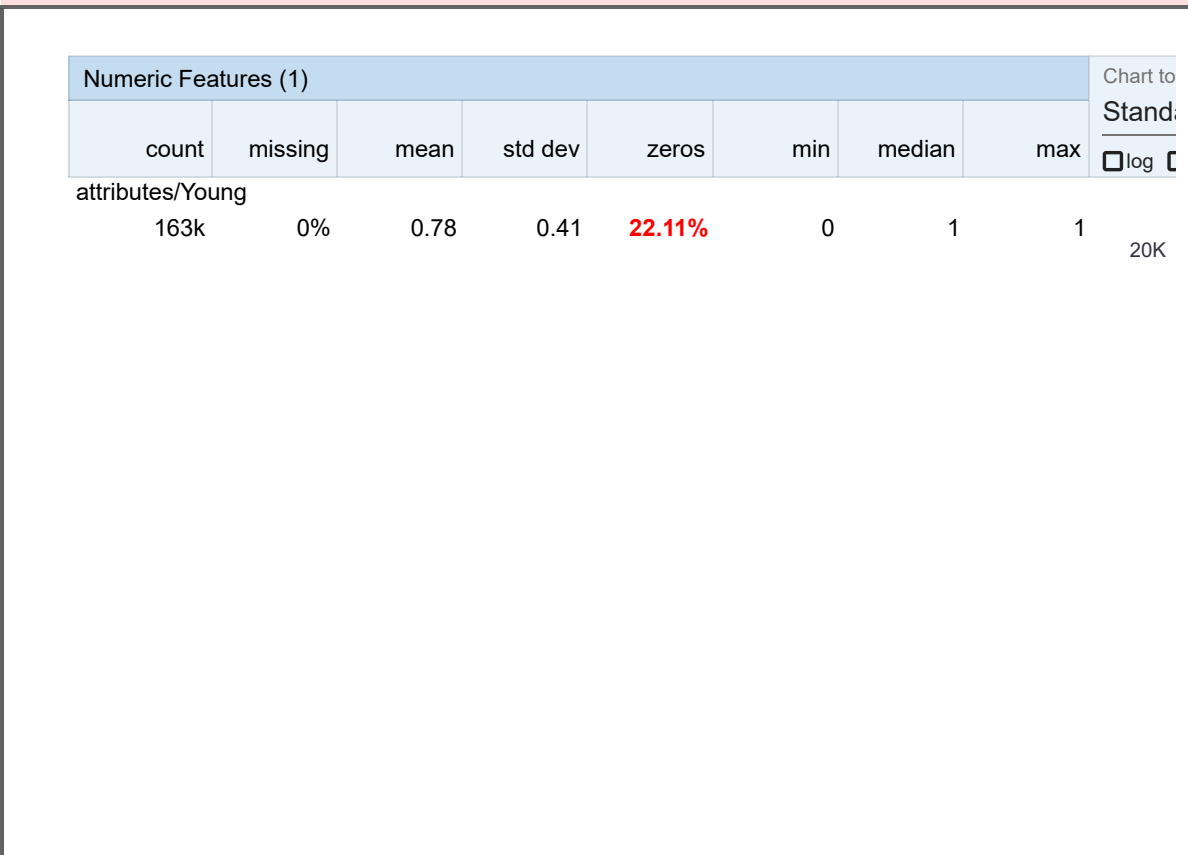 Numeric Features (1)
Chart to
Standa
count missing mean std dev zeros min median max
log
attributes/Young
163k 0% 0.78 0.41 22.11% 0 1 1
20K